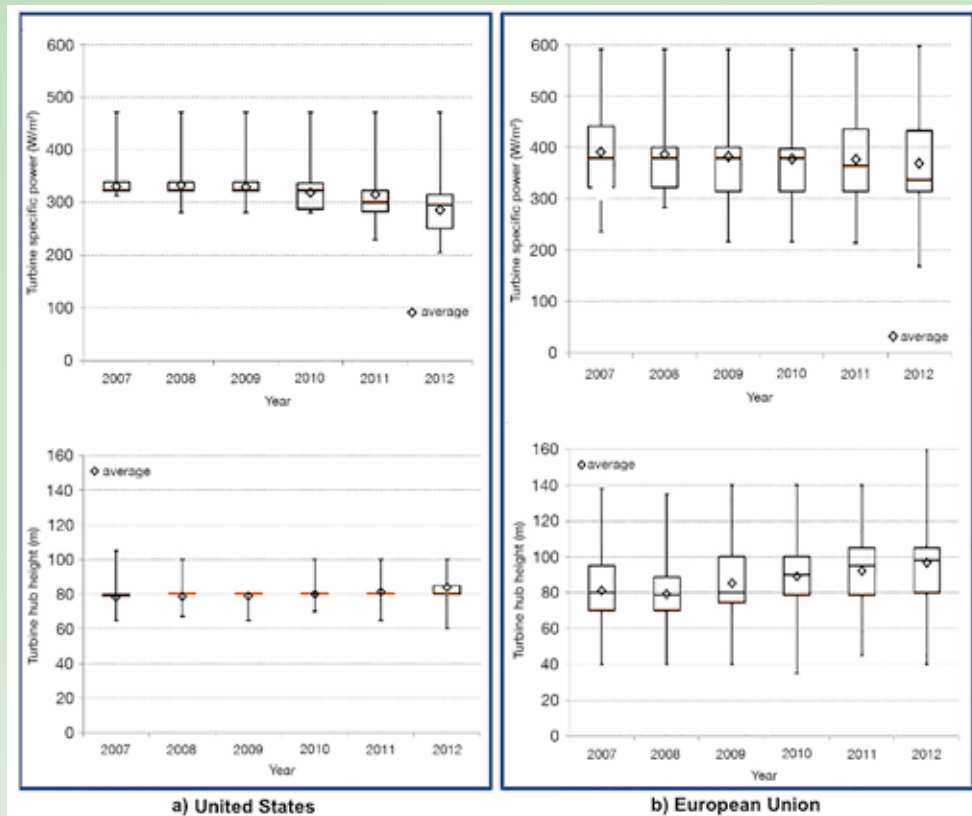 Turbine specific power (W/m²)
600
500
400
300
200
100
0
average
2007 2008 2009 2010 2011 2012
Year
Turbine hub height (m)
160
140
120
100
80
60
40
20
0
average
2007 2008 2009 2010 2011 2012
Year
a) United States
Turbine specific power (W/m²)
600
500
400
300
200
100
0
average
2007 2008 2009 2010 2011 2012
Year
Turbine hub height (m)
160
140
120
100
80
60
40
20
0
average
2007 2008 2009 2010 2011 2012
Year
b) European Union